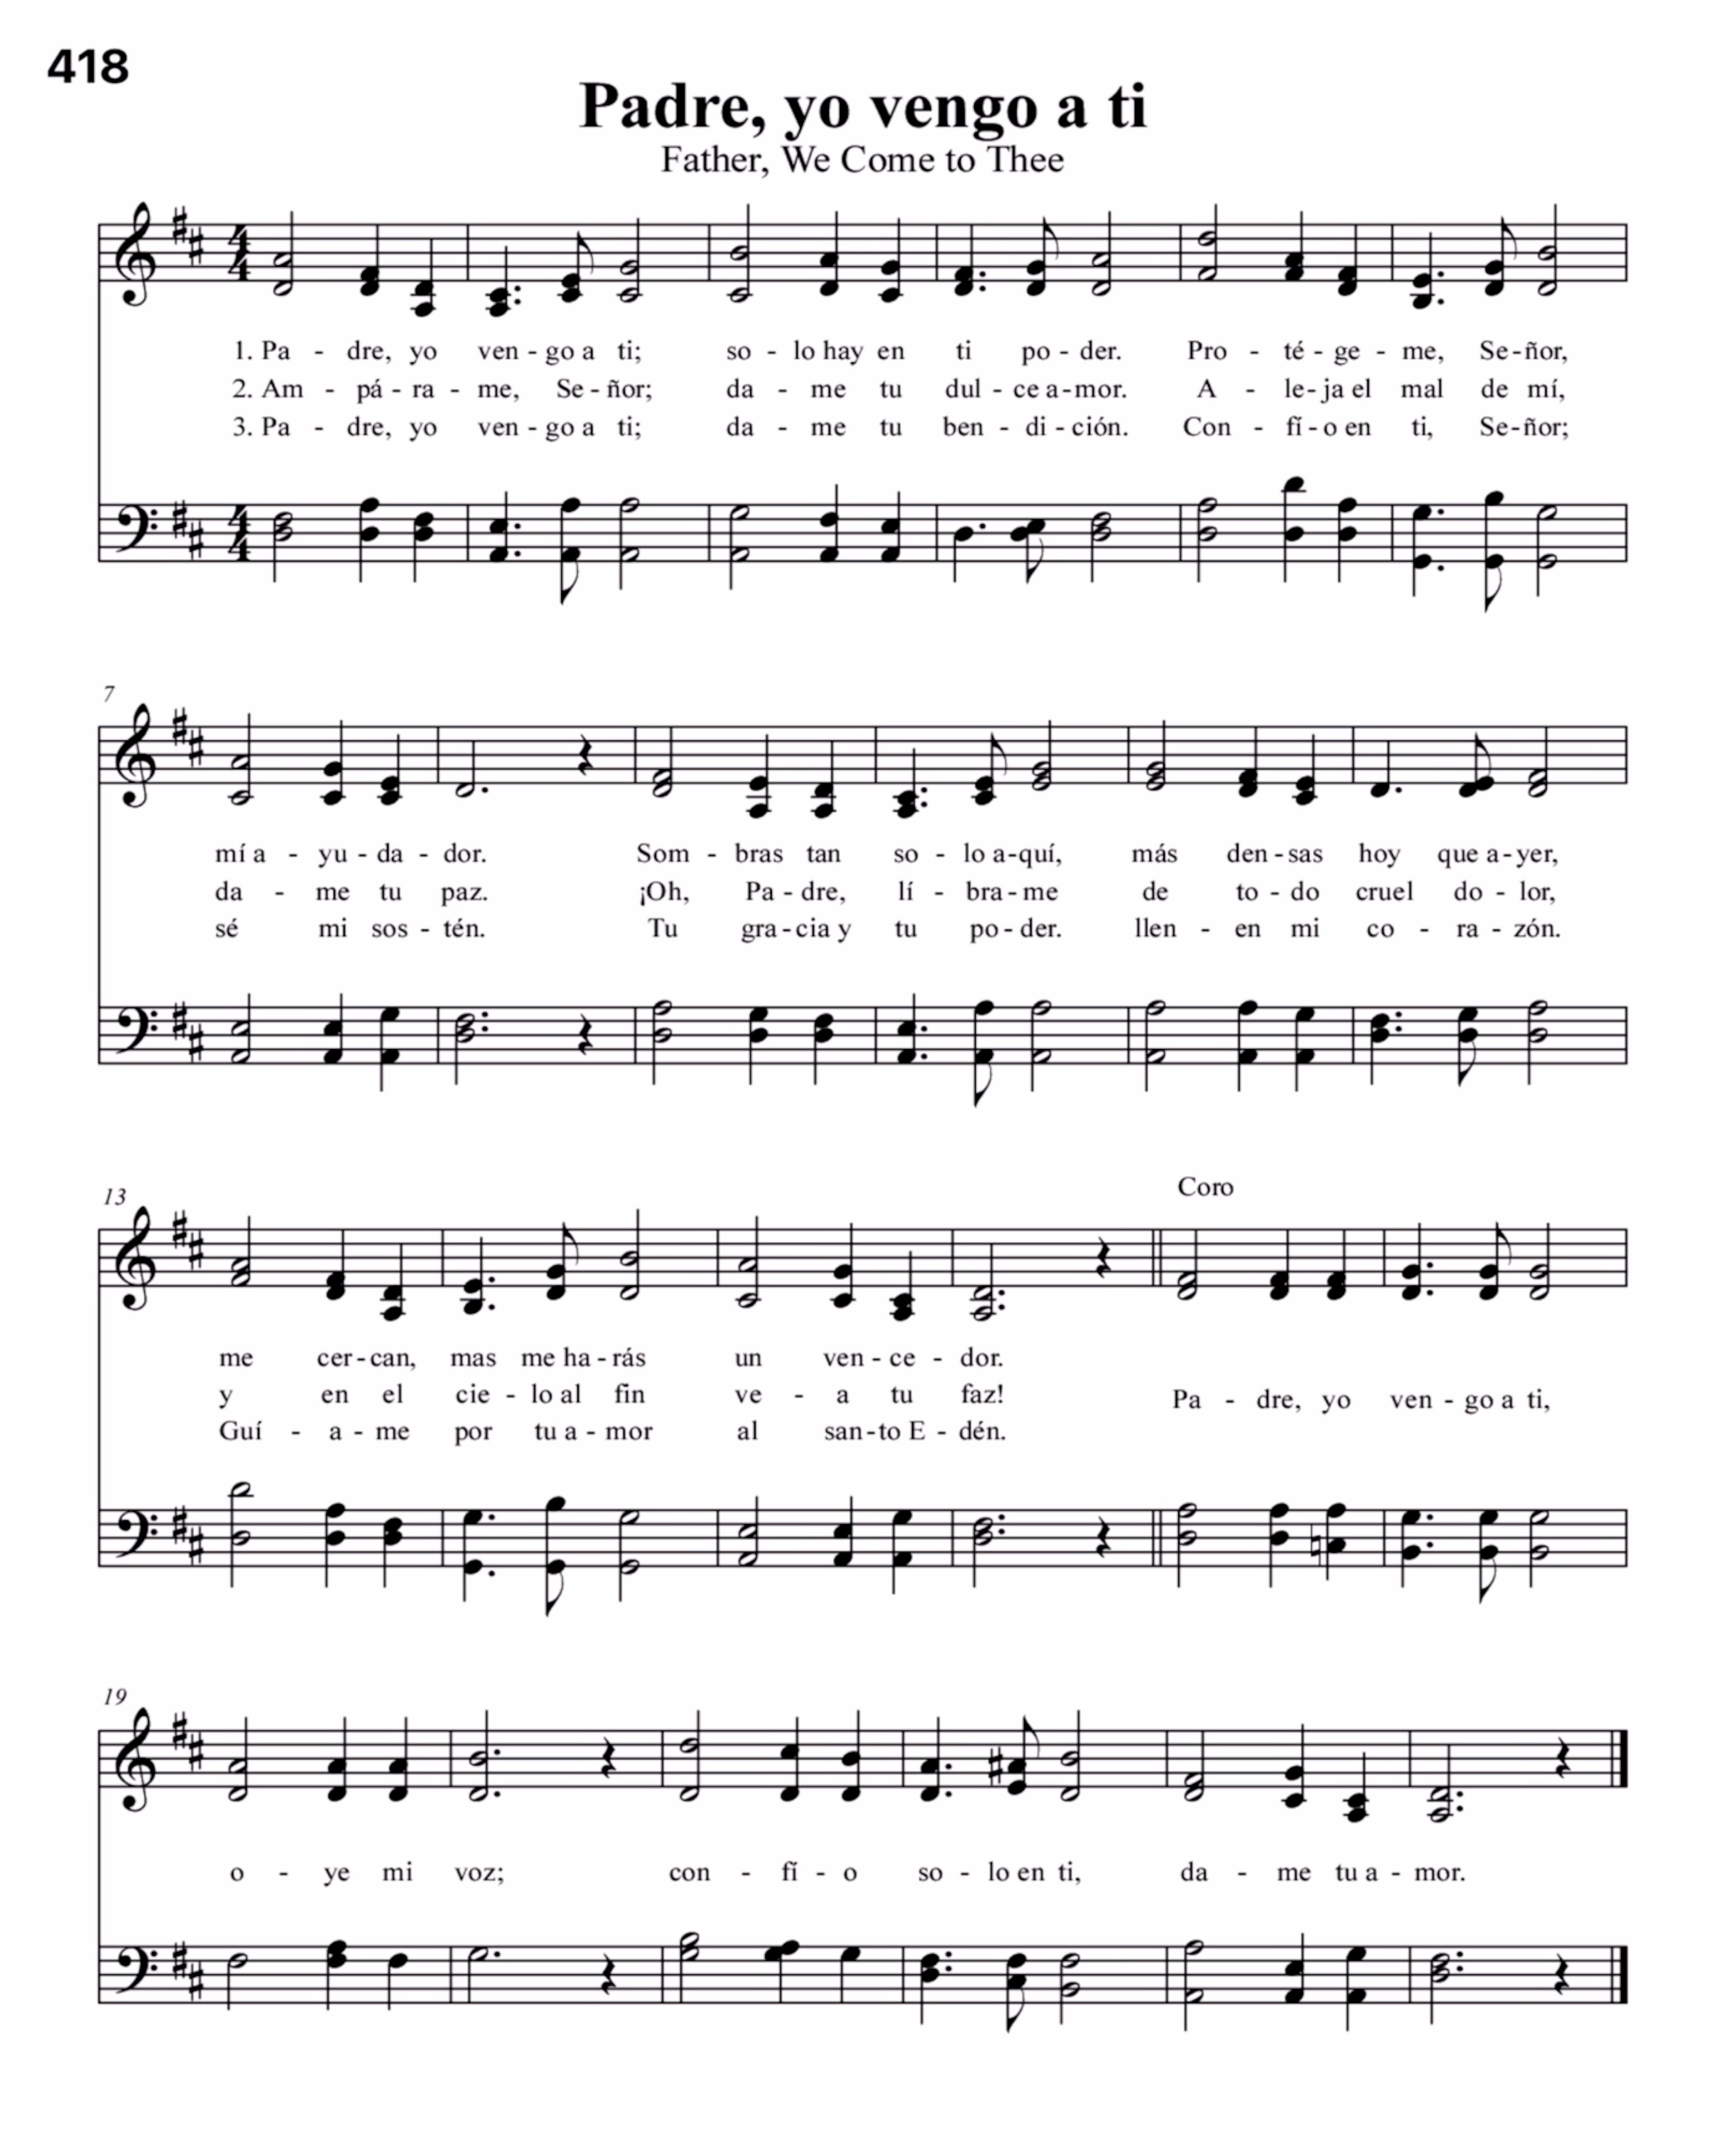 418
Padre, yo vengo a ti
Father, We Come to Thee
1. Pa - dre, yo ven - go a ti; so - lo hay en ti po - der. Pro - té - ge - me, Se - ñor,
2. Am - pá - ra - me, Se - ñor; da - me tu dul - ce a - mor. A - le - ja el mal de mí,
3. Pa - dre, yo ven - go a ti; da - me tu ben - di - ción. Con - fí - o en ti, Se - ñor;
7
mí a - yu - da - dor. Som - bras tan so - lo a - quí, más den - sas hoy que a - yer,
da - me tu paz. ¡Oh, Pa - dre, lí - bra - me de to - do cruel do - lor,
sé mi sos - tén. Tu gra - cia y tu po - der. llen - en mi co - ra - zón.
13
Coro
me cer - can, mas me ha - rás un ven - ce - dor.
y en el cie - lo al fin ve - a tu faz! Pa - dre, yo ven - go a ti,
Guí - a - me por tu a - mor al san - to E - dén.
19
o - ye mi voz; con - fí - o so - lo en ti, da - me tu a - mor.